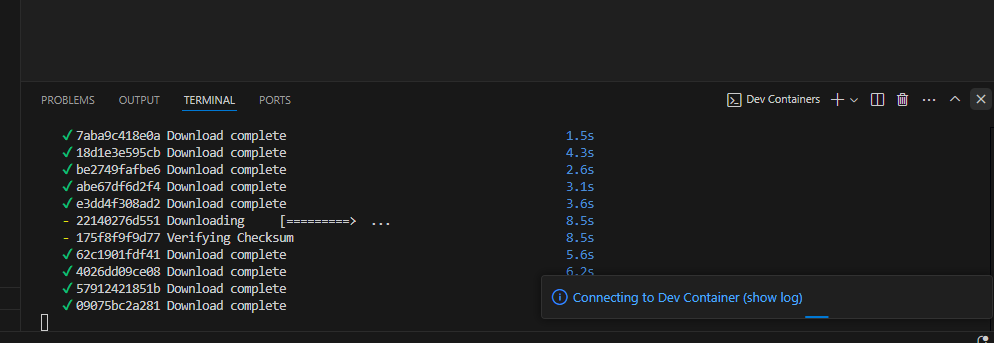 PROBLEMS OUTPUT TERMINAL PORTS Dev Containers
✓ 7aba9c418e0a Download complete 1.5s
✓ 18d1e3e595cb Download complete 4.3s
✓ be2749fafbe6 Download complete 2.6s
✓ abe67df6d2f4 Download complete 3.1s
✓ e3dd4f308ad2 Download complete 3.6s
- 22140276d551 Downloading [=========> ... 8.5s
- 175f8f9f9d77 Verifying Checksum 8.5s
✓ 62c1901fdf41 Download complete 5.6s
✓ 4026dd09ce08 Download complete 6.2s
✓ 57912421851b Download complete
✓ 09075bc2a281 Download complete
Connecting to Dev Container (show log)